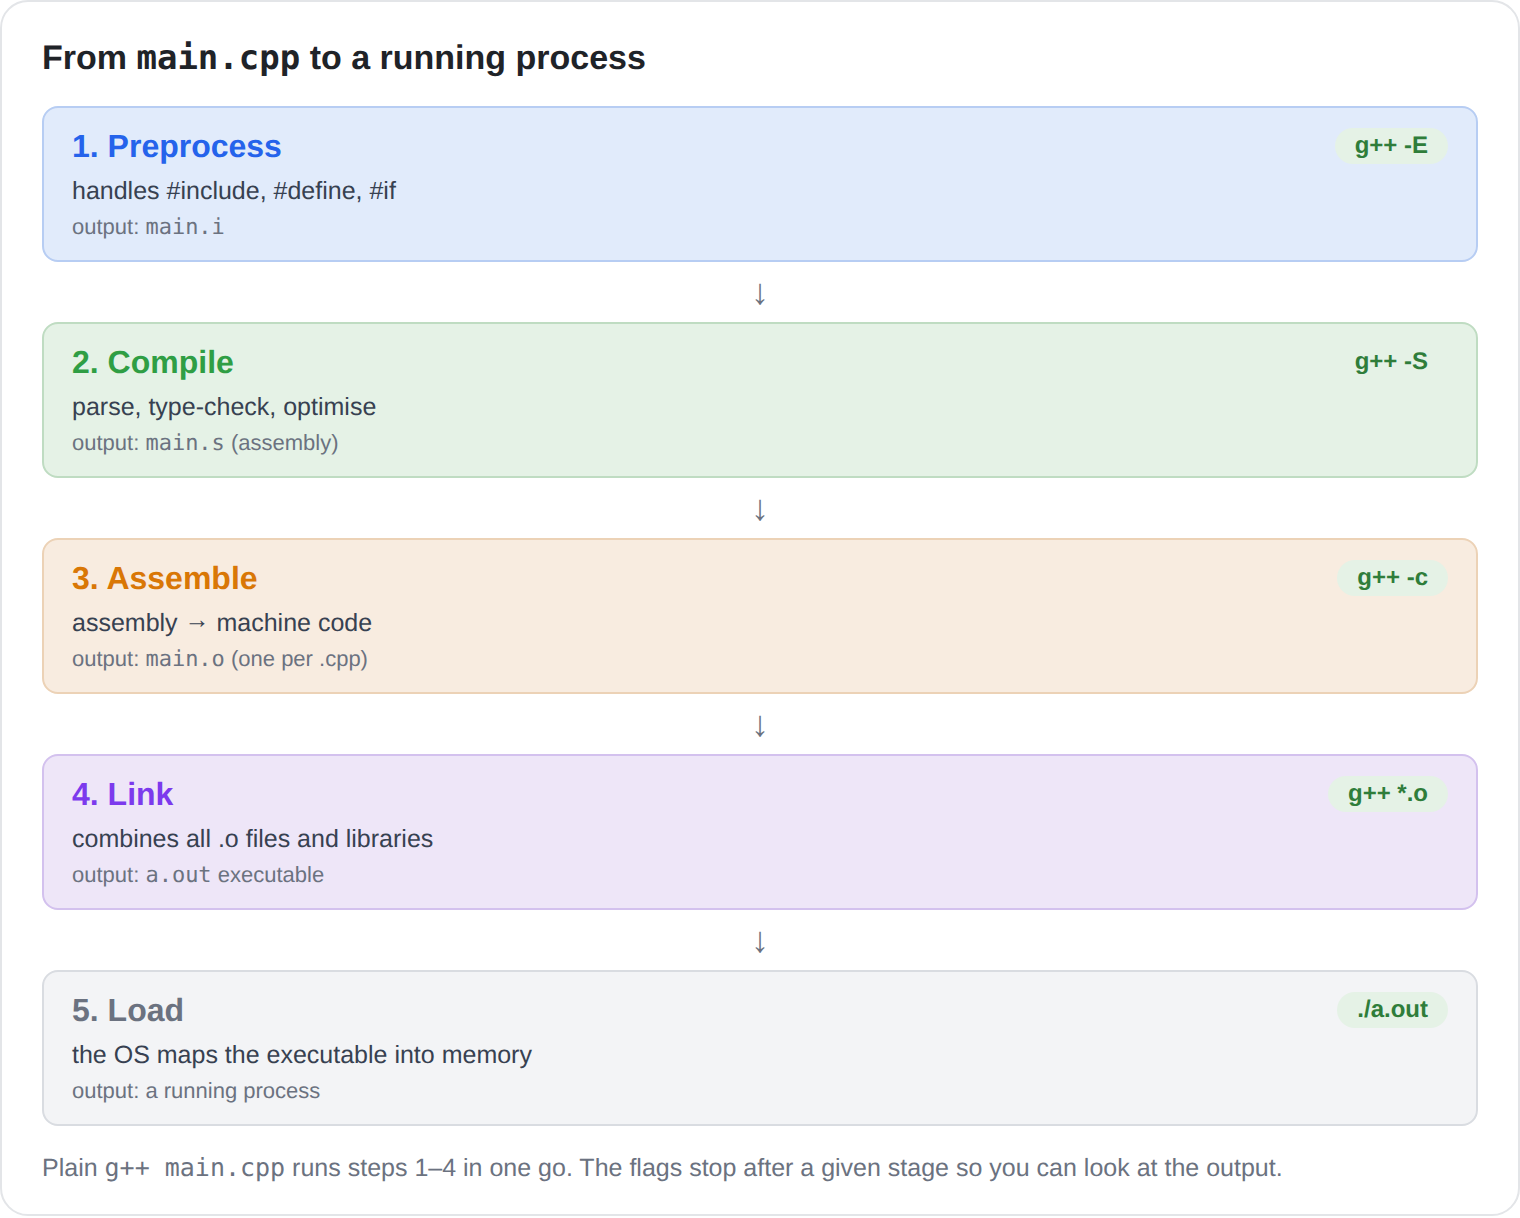 From main.cpp to a running process
1. Preprocess
g++ -E
handles #include, #define, #if
output: main.i
↓
2. Compile
g++ -S
parse, type-check, optimise
output: main.s (assembly)
↓
3. Assemble
g++ -c
assembly → machine code
output: main.o (one per .cpp)
↓
4. Link
g++ *.o
combines all .o files and libraries
output: a.out executable
↓
5. Load
./a.out
the OS maps the executable into memory
output: a running process
Plain g++ main.cpp runs steps 1–4 in one go. The flags stop after a given stage so you can look at the output.